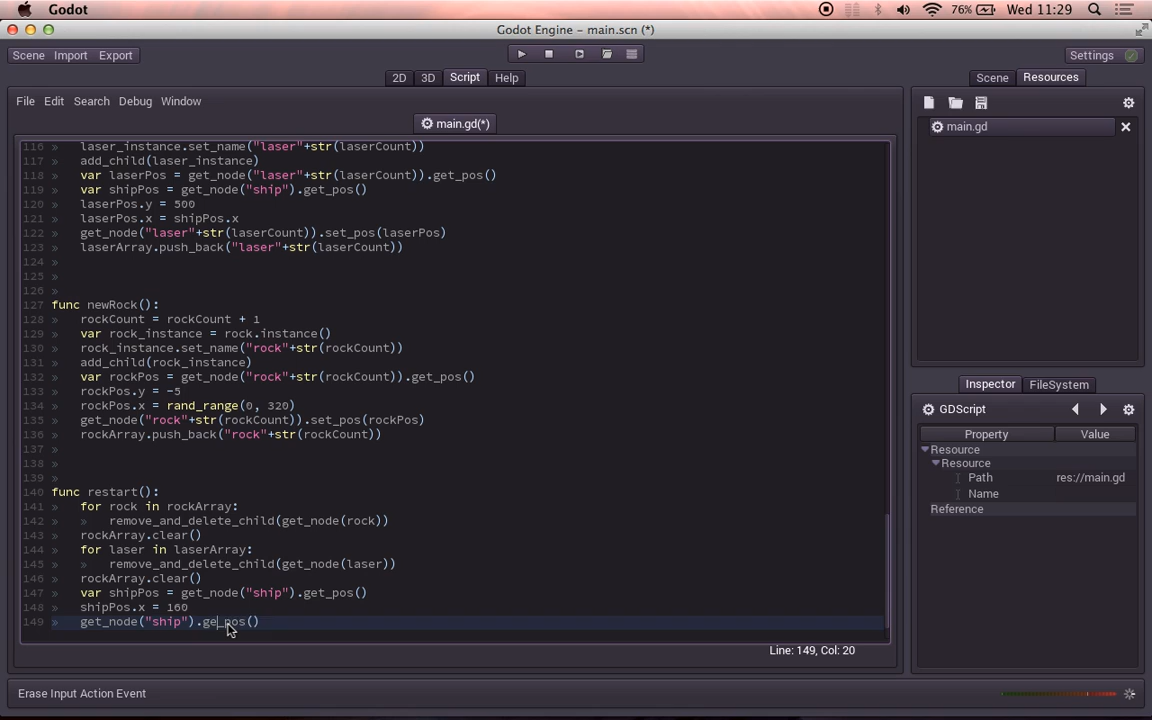 Godot
76%
Wed 11:29
Godot Engine – main.scn (*)
Scene Import Export
Settings
2D 3D Script Help
Scene Resources
File Edit Search Debug Window
main.gd(*)
main.gd
116 » laser_instance.set_name("laser"+str(laserCount))
117 » add_child(laser_instance)
118 » var laserPos = get_node("laser"+str(laserCount)).get_pos()
119 » var shipPos = get_node("ship").get_pos()
120 » laserPos.y = 500
121 » laserPos.x = shipPos.x
122 » get_node("laser"+str(laserCount)).set_pos(laserPos)
123 » laserArray.push_back("laser"+str(laserCount))
124 »
125 »
126 »
127 func newRock():
128 » rockCount = rockCount + 1
129 » var rock_instance = rock.instance()
130 » rock_instance.set_name("rock"+str(rockCount))
131 » add_child(rock_instance)
132 » var rockPos = get_node("rock"+str(rockCount)).get_pos()
133 » rockPos.y = -5
134 » rockPos.x = rand_range(0, 320)
135 » get_node("rock"+str(rockCount)).set_pos(rockPos)
136 » rockArray.push_back("rock"+str(rockCount))
137 »
138 »
139 »
140 func restart():
141 » for rock in rockArray:
142 » » remove_and_delete_child(get_node(rock))
143 » rockArray.clear()
144 » for laser in laserArray:
145 » » remove_and_delete_child(get_node(laser))
146 » rockArray.clear()
147 » var shipPos = get_node("ship").get_pos()
148 » shipPos.x = 160
149 » get_node("ship").ge_pos()
Line: 149, Col: 20
Inspector FileSystem
GDScript
Property Value
Resource
Resource
Path res://main.gd
Name
Reference
Erase Input Action Event